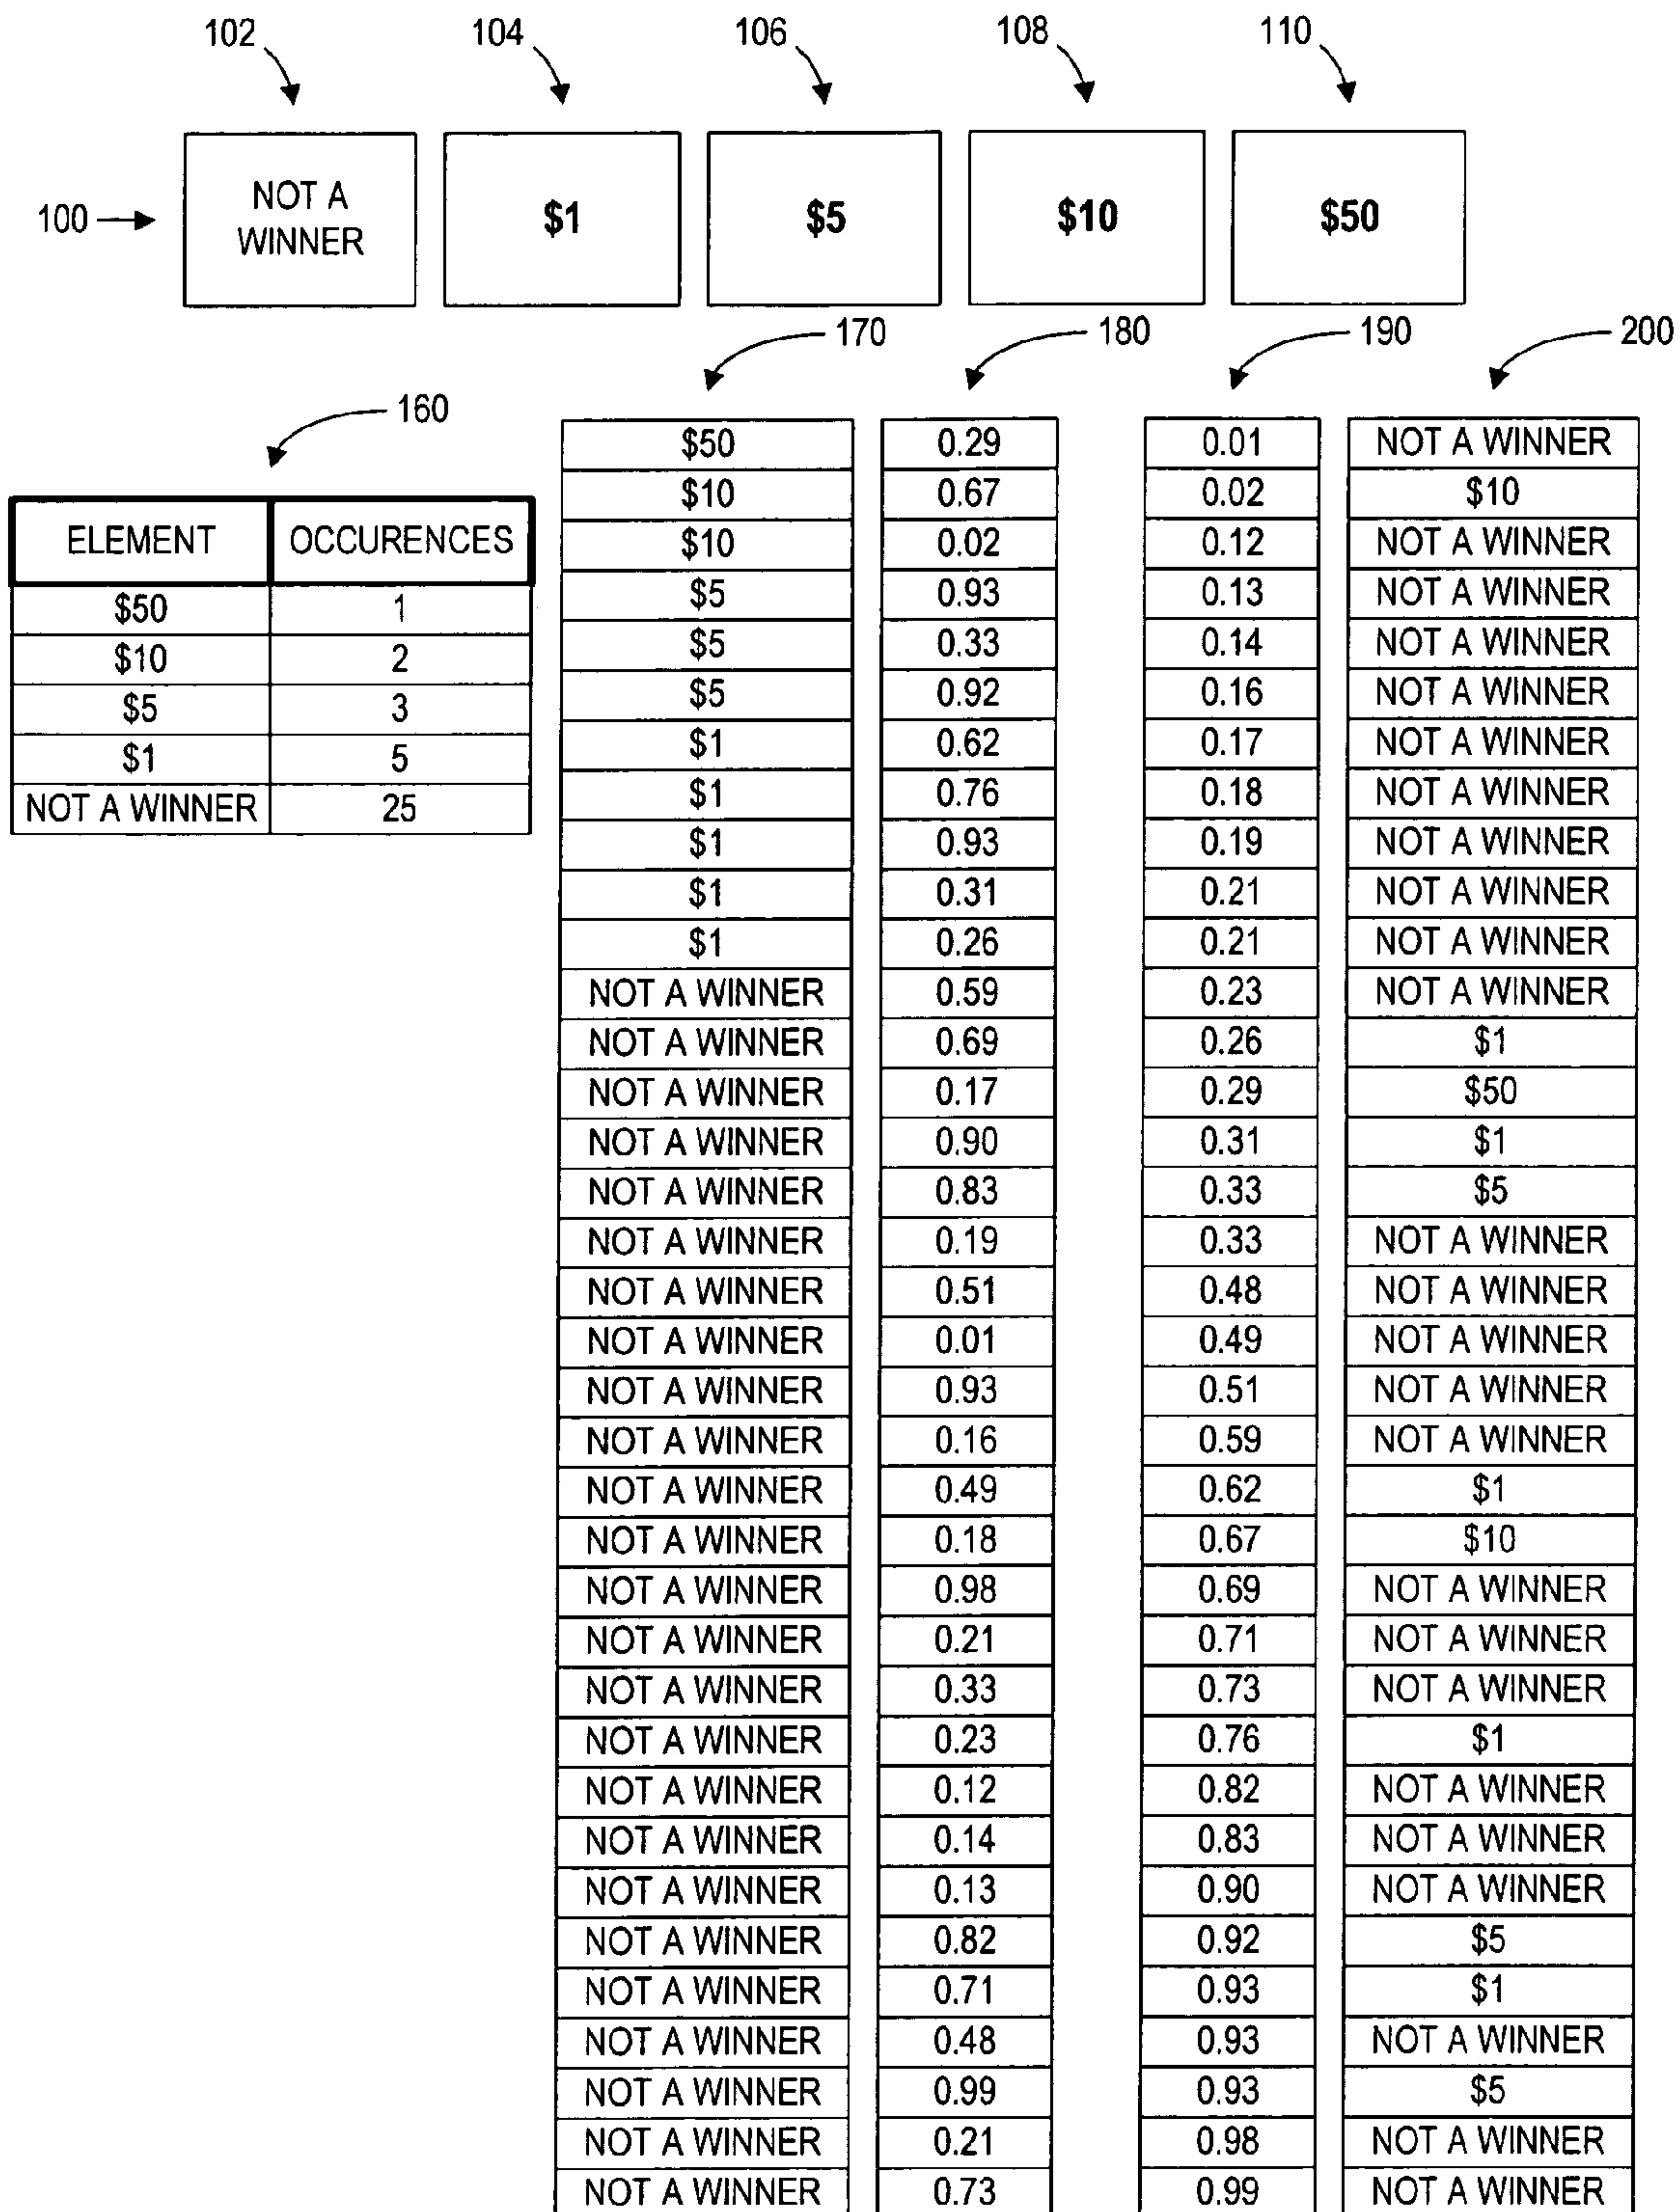 102 104 106 108 110
100
NOT A
WINNER
$1 $5 $10 $50
170 180 190 200
160
ELEMENT OCCURENCES
$50 1
$10 2
$5 3
$1 5
NOT A WINNER 25
$50 0.29 0.01 NOT A WINNER
$10 0.67 0.02 $10
$10 0.02 0.12 NOT A WINNER
$5 0.93 0.13 NOT A WINNER
$5 0.33 0.14 NOT A WINNER
$5 0.92 0.16 NOT A WINNER
$1 0.62 0.17 NOT A WINNER
$1 0.76 0.18 NOT A WINNER
$1 0.93 0.19 NOT A WINNER
$1 0.31 0.21 NOT A WINNER
$1 0.26 0.21 NOT A WINNER
NOT A WINNER 0.59 0.23 NOT A WINNER
NOT A WINNER 0.69 0.26 $1
NOT A WINNER 0.17 0.29 $50
NOT A WINNER 0.90 0.31 $1
NOT A WINNER 0.83 0.33 $5
NOT A WINNER 0.19 0.33 NOT A WINNER
NOT A WINNER 0.51 0.48 NOT A WINNER
NOT A WINNER 0.01 0.49 NOT A WINNER
NOT A WINNER 0.93 0.51 NOT A WINNER
NOT A WINNER 0.16 0.59 NOT A WINNER
NOT A WINNER 0.49 0.62 $1
NOT A WINNER 0.18 0.67 $10
NOT A WINNER 0.98 0.69 NOT A WINNER
NOT A WINNER 0.21 0.71 NOT A WINNER
NOT A WINNER 0.33 0.73 NOT A WINNER
NOT A WINNER 0.23 0.76 $1
NOT A WINNER 0.12 0.82 NOT A WINNER
NOT A WINNER 0.14 0.83 NOT A WINNER
NOT A WINNER 0.13 0.90 NOT A WINNER
NOT A WINNER 0.82 0.92 $5
NOT A WINNER 0.71 0.93 $1
NOT A WINNER 0.48 0.93 NOT A WINNER
NOT A WINNER 0.99 0.93 $5
NOT A WINNER 0.21 0.98 NOT A WINNER
NOT A WINNER 0.73 0.99 NOT A WINNER